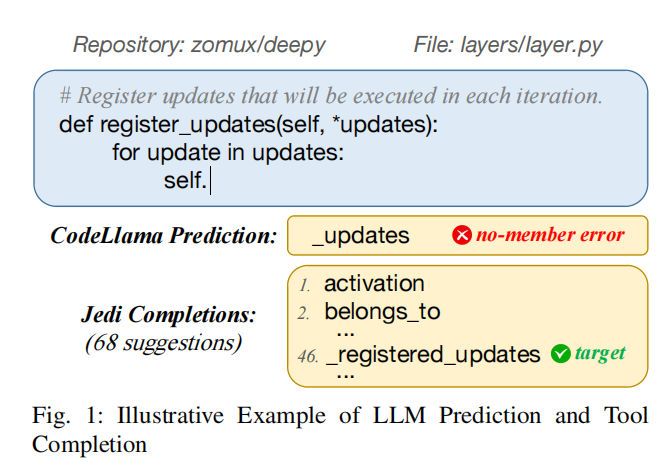 Repository: zomux/deepy File: layers/layer.py
# Register updates that will be executed in each iteration.
def register_updates(self, *updates):
for update in updates:
self.
CodeLlama Prediction: _updates no-member error
Jedi Completions:
(68 suggestions)
1. activation
2. belongs_to
...
46. _registered_updates target
...
Fig. 1: Illustrative Example of LLM Prediction and Tool
Completion